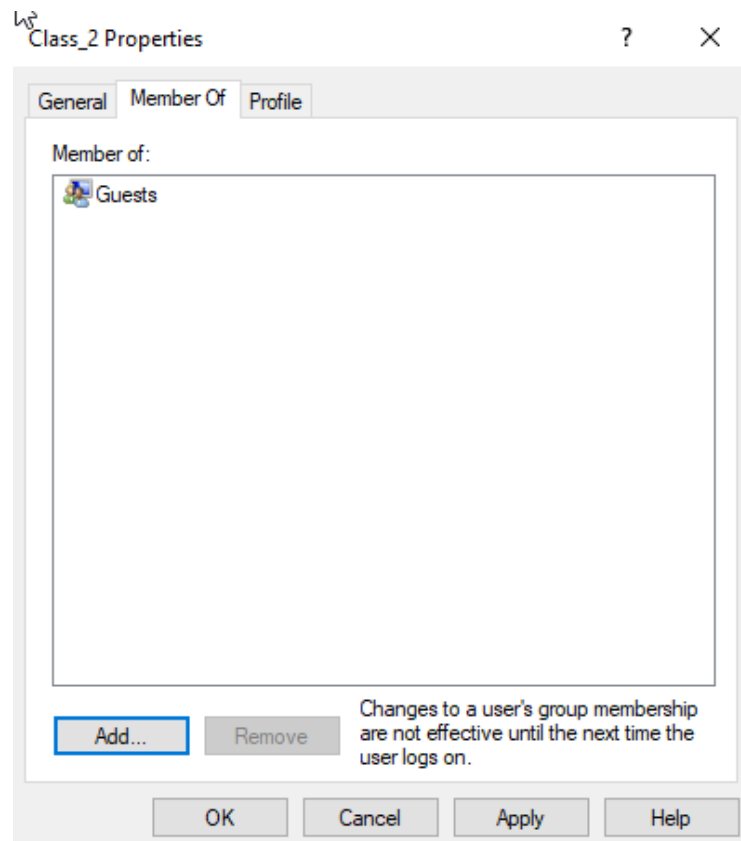 Class_2 Properties
?
General Member Of Profile
Member of:
Guests
Add...
Remove
Changes to a user's group membership
are not effective until the next time the
user logs on.
OK Cancel Apply Help